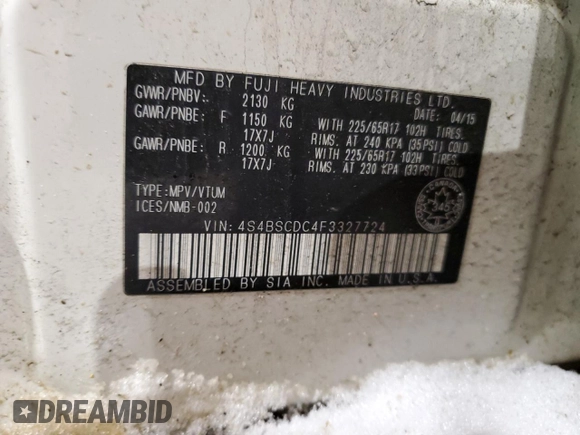 MFD BY FUJI HEAVY INDUSTRIES LTD.
GWWR/PNBV: 2130 KG DATE: 04/15
GAWR/PNBE: F 1150 KG WITH 225/65R17 102H TIRES,
17X7J RIMS, AT 240 KPA (35PSI) COLD
GAWR/PNBE: R 1200 KG WITH 225/65R17 102H TIRES,
17X7J RIMS, AT 230 KPA (33PSI) COLD
TYPE:MPV/VTUM
ICES/NMB-002
345
VIN: 4S4BSCDC4F3327724
ASSEMBLED BY SIA INC. MADE IN U.S.A.
DREAMBID